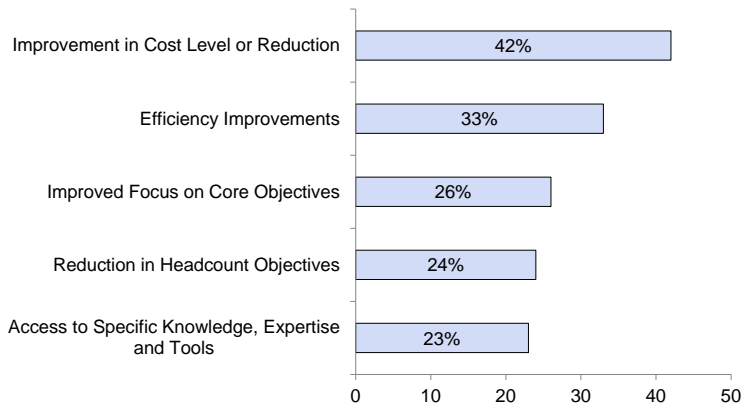 Improvement in Cost Level or Reduction
42%
Efficiency Improvements
33%
Improved Focus on Core Objectives
26%
Reduction in Headcount Objectives
24%
Access to Specific Knowledge, Expertise
and Tools
23%
0 10 20 30 40 50